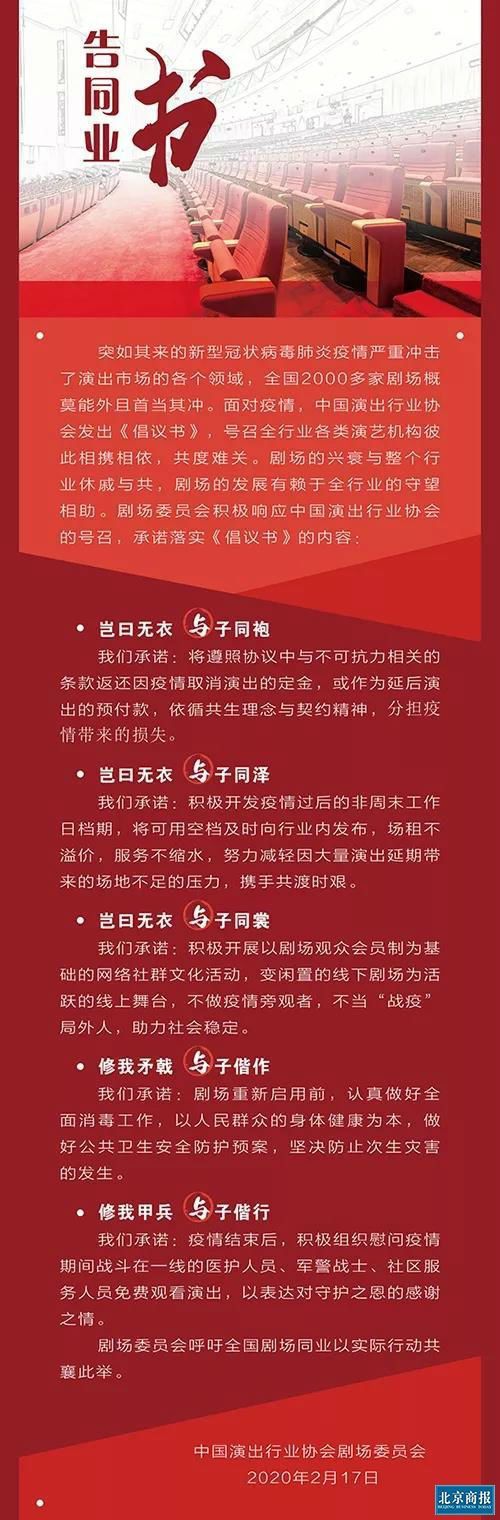 告同业书
突如其来的新型冠状病毒肺炎疫情严重冲击
了演出市场的各个领域，全国2000多家剧场概
莫能外且首当其冲。面对疫情，中国演出行业协
会发出《倡议书》，号召全行业各类演艺机构彼
此相携相依，共度难关。剧场的兴衰与整个行
业休戚与共，剧场的发展有赖于全行业的守望
相助。剧场委员会积极响应中国演出行业协会
的号召，承诺落实《倡议书》的内容：
• 岂曰无衣 与子同袍
我们承诺：将遵照协议中与不可抗力相关的
条款返还因疫情取消演出的定金，或作为延后演
出的预付款，依循共生理念与契约精神，分担疫
情带来的损失。
• 岂曰无衣 与子同泽
我们承诺：积极开发疫情过后的非周末工作
日档期，将可用空档及时向行业内发布，场租不
溢价，服务不缩水，努力减轻因大量演出延期带
来的场地不足的压力，携手共渡时艰。
• 岂曰无衣 与子同裳
我们承诺：积极开展以剧场观众会员制为基
础的网络社群文化活动，变闲置的线下剧场为活
跃的线上舞台，不做疫情旁观者，不当“战疫”
局外人，助力社会稳定。
• 修我矛戟 与子偕作
我们承诺：剧场重新启用前，认真做好全
面消毒工作，以人民群众的身体健康为本，做
好公共卫生安全防护预案，坚决防止次生灾害
的发生。
• 修我甲兵 与子偕行
我们承诺：疫情结束后，积极组织慰问疫情
期间战斗在一线的医护人员、军警战士、社区服
务人员免费观看演出，以表达对守护之恩的感谢
之情。
剧场委员会呼吁全国剧场同业以实际行动共
襄此举。
中国演出行业协会剧场委员会
2020年2月17日
北京商报
BEIJING BUSINESS TODAY